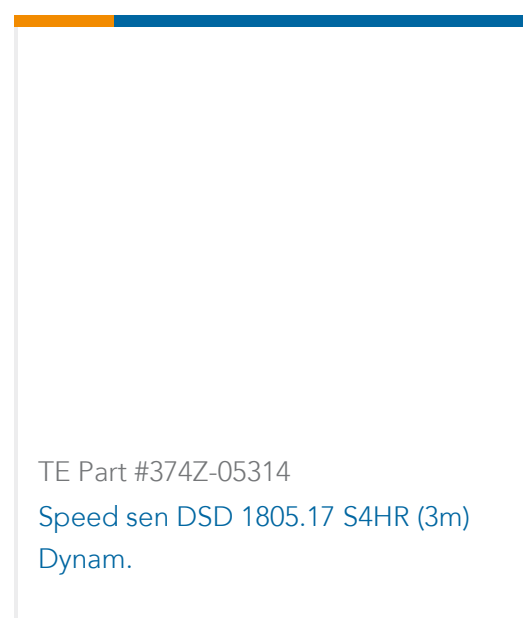 TE Part #374Z-05314
Speed sen DSD 1805.17 S4HR (3m)
Dynam.